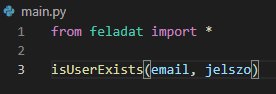 main.py
1 from feladat import *
2
3 isUserExists(email, jelszo)